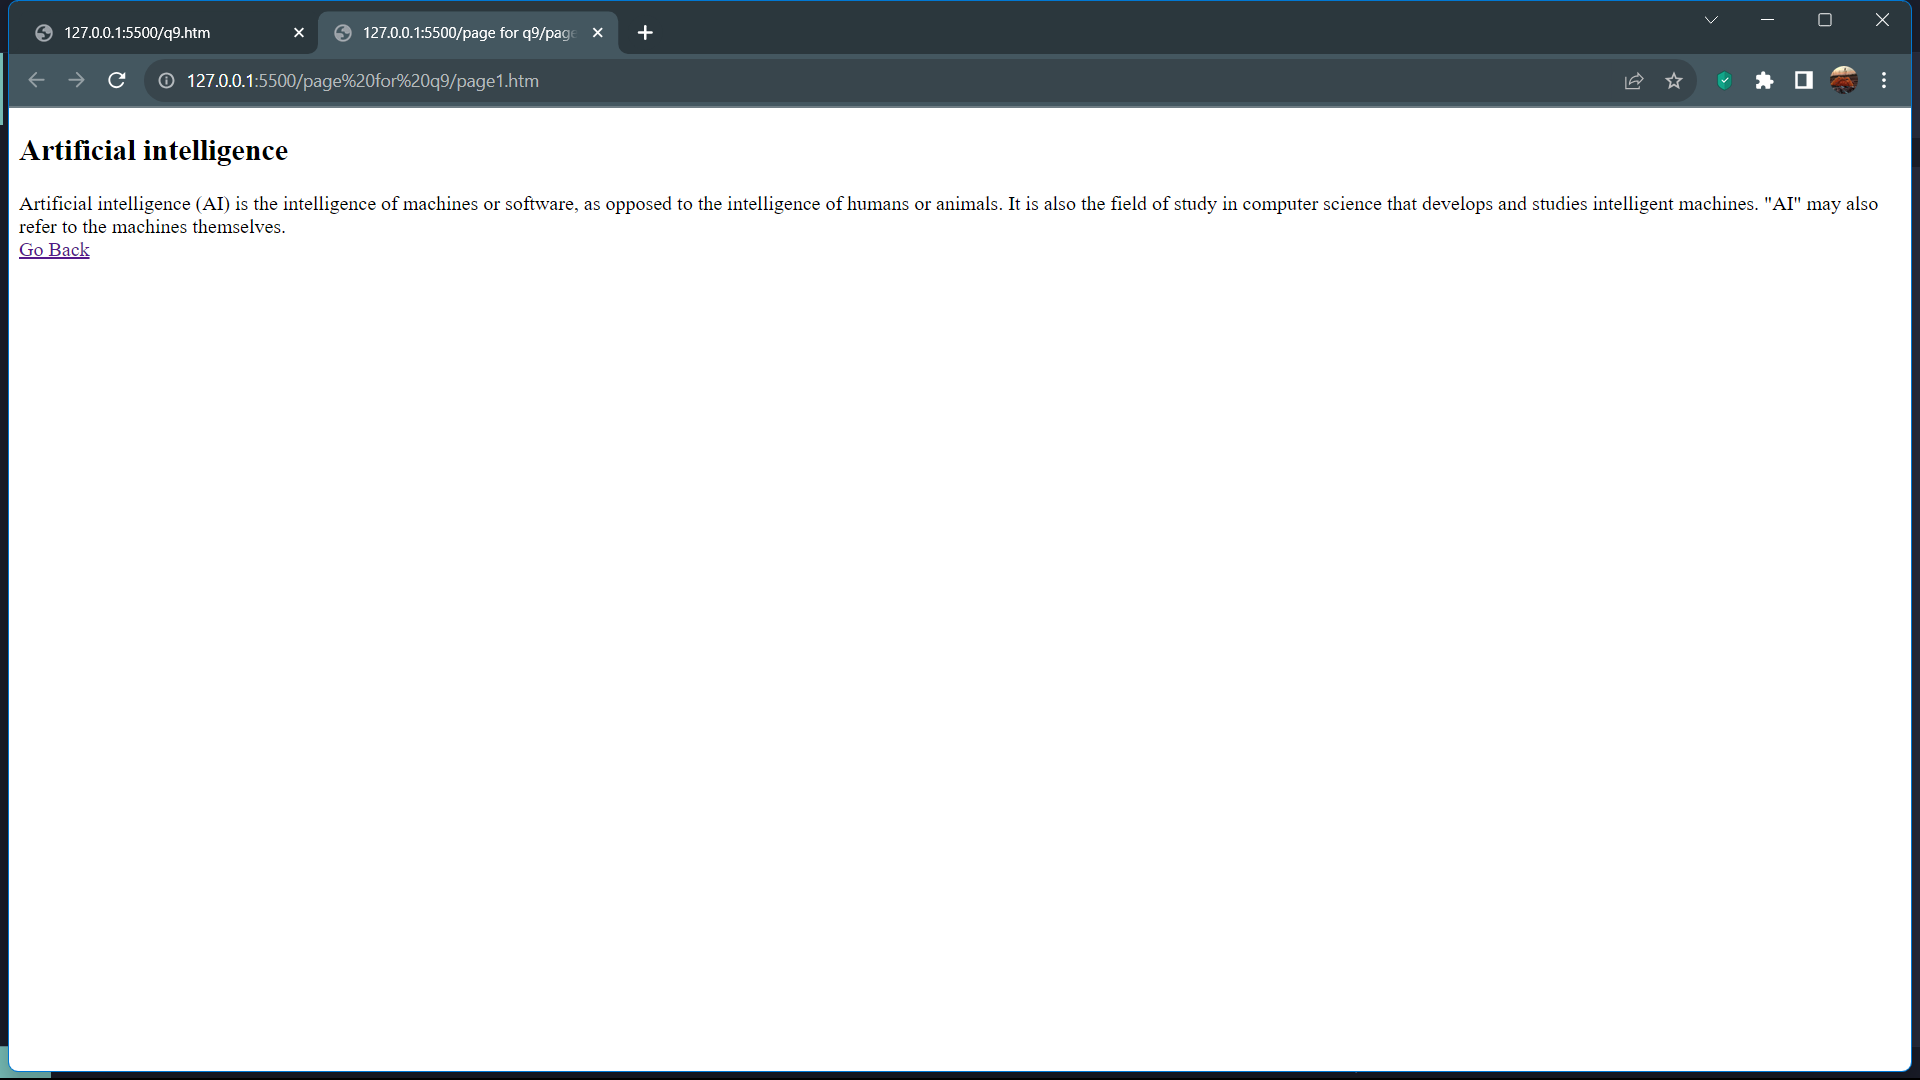 127.0.0.1:5500/q9.htm
127.0.0.1:5500/page for q9/page
127.0.0.1:5500/page%20for%20q9/page1.htm
Artificial intelligence
Artificial intelligence (AI) is the intelligence of machines or software, as opposed to the intelligence of humans or animals. It is also the field of study in computer science that develops and studies intelligent machines. "AI" may also
refer to the machines themselves.
Go Back